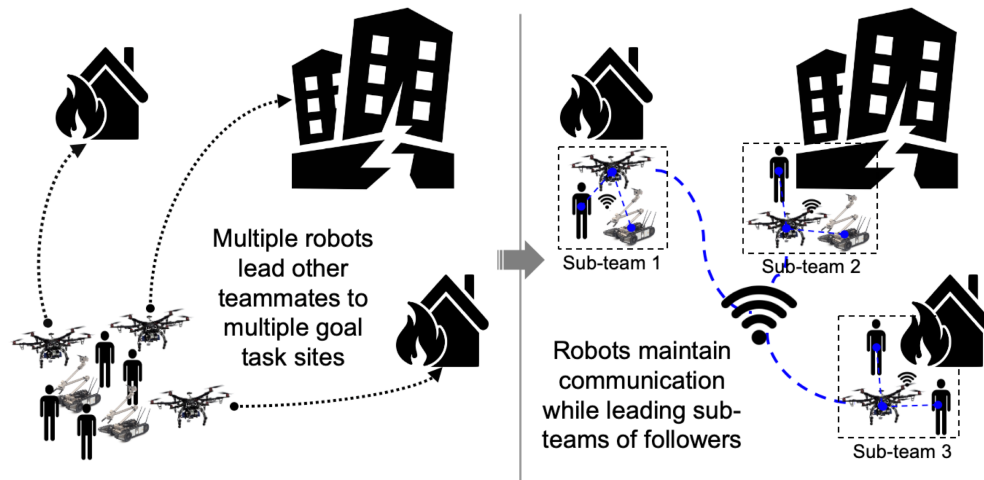 Multiple robots
lead other
teammates to
multiple goal
task sites
Sub-team 1
Sub-team 2
Robots maintain
communication
while leading sub-
teams of followers
Sub-team 3